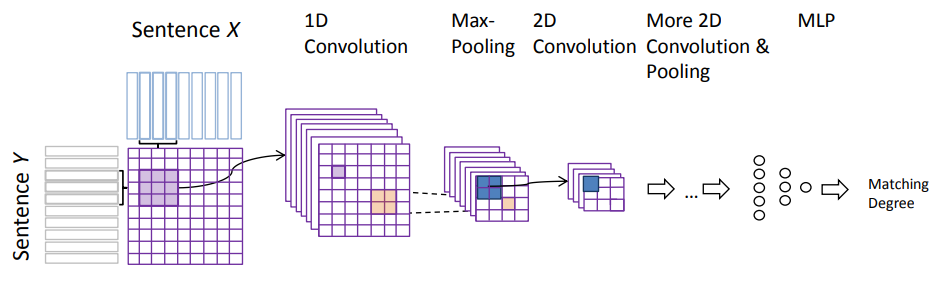 Sentence X
1D
Convolution
Max-
Pooling
2D
Convolution
More 2D
Convolution &
Pooling
MLP
Sentence Y
...
Matching
Degree